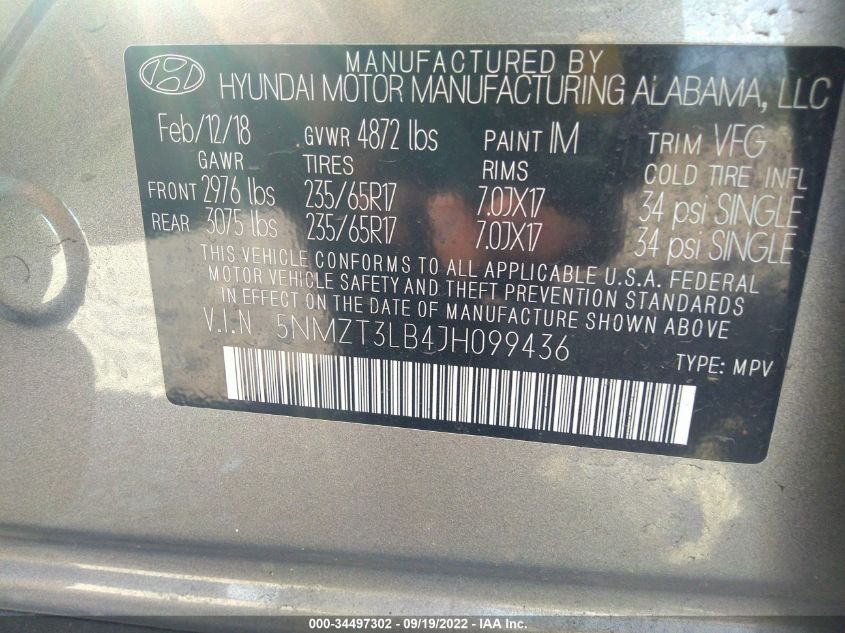 MANUFACTURED BY
HYUNDAI MOTOR MANUFACTURING ALABAMA, LLC
Feb/12/18 GVWR 4872 lbs PAINT IM TRIM VFG
GAWR TIRES RIMS COLD TIRE INFL
FRONT 2976 lbs 235/65R17 7.0JX17 34 psi SINGLE
REAR 3075 lbs 235/65R17 7.0JX17 34 psi SINGLE
THIS VEHICLE CONFORMS TO ALL APPLICABLE U.S.A. FEDERAL
MOTOR VEHICLE SAFETY AND THEFT PREVENTION STANDARDS
IN EFFECT ON THE DATE OF MANUFACTURE SHOWN ABOVE
V.I.N 5NMZT3LB4JH099436
TYPE: MPV
000-34497302 - 09/19/2022 - IAA Inc.